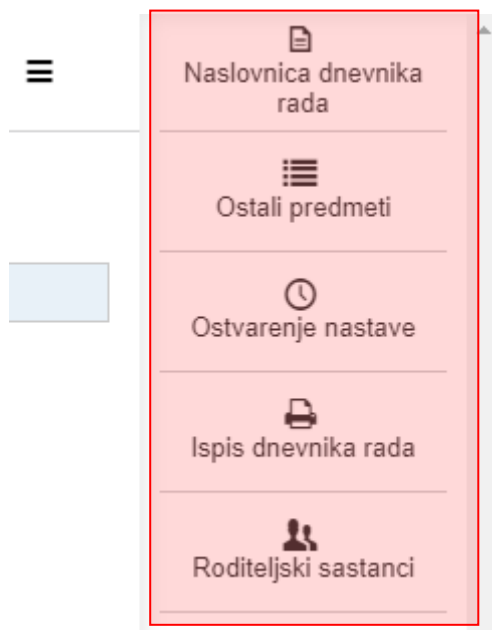 Naslovnica dnevnika
rada
Ostali predmeti
Ostvarenje nastave
Ispis dnevnika rada
Roditeljski sastanci